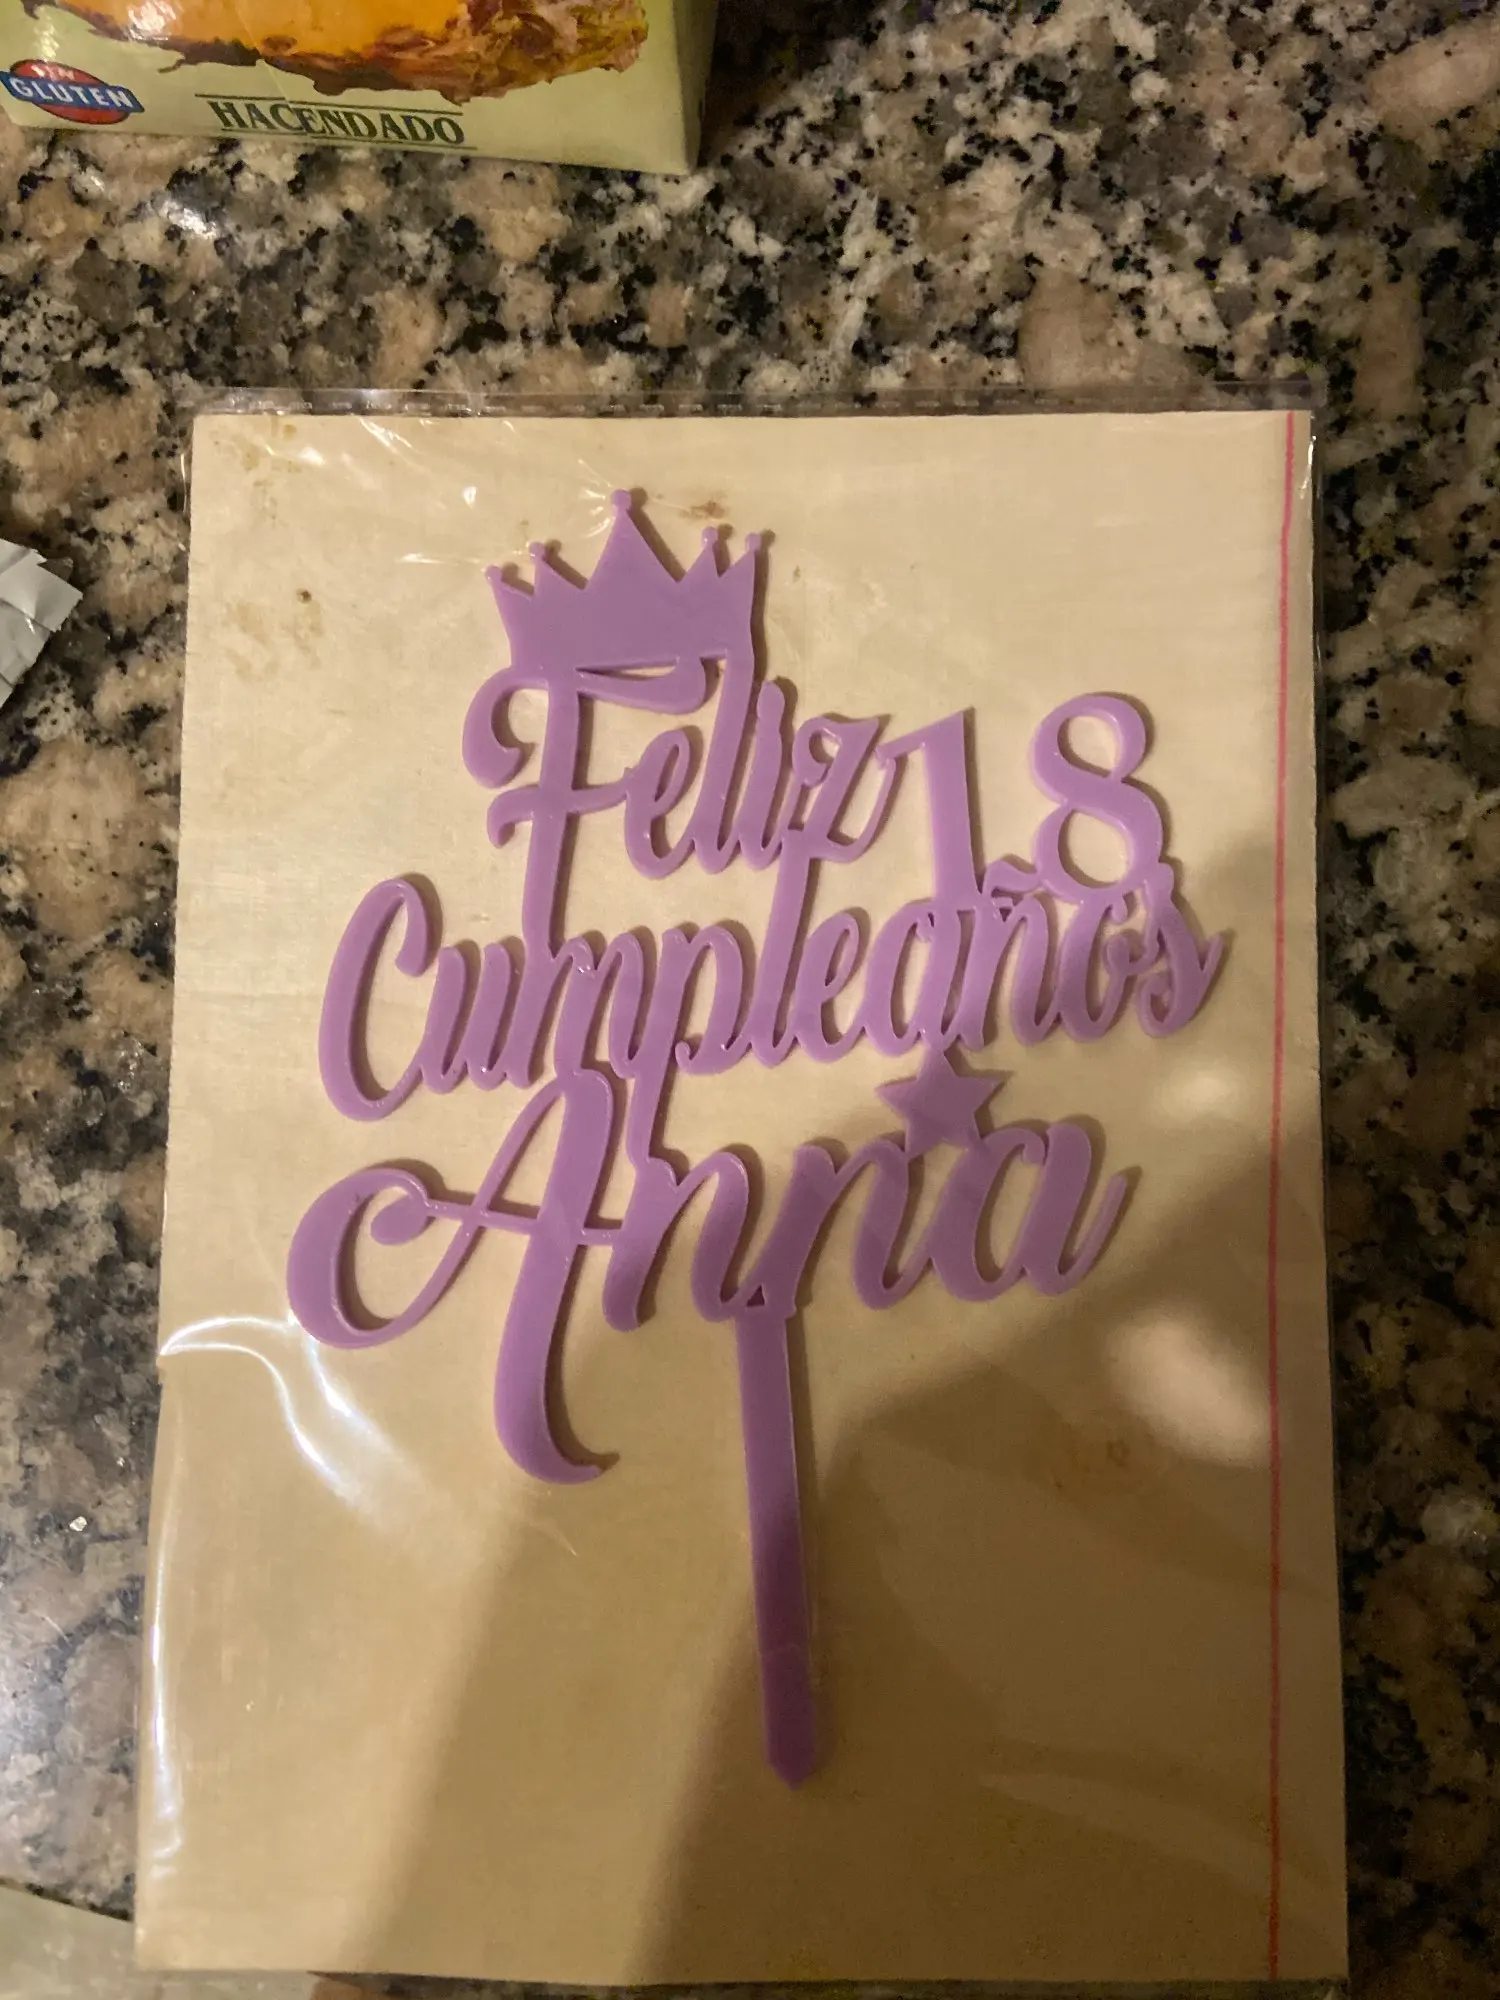 SIN
GLUTEN
HACENDADO
Feliz 18
Cumpleaños
Anna